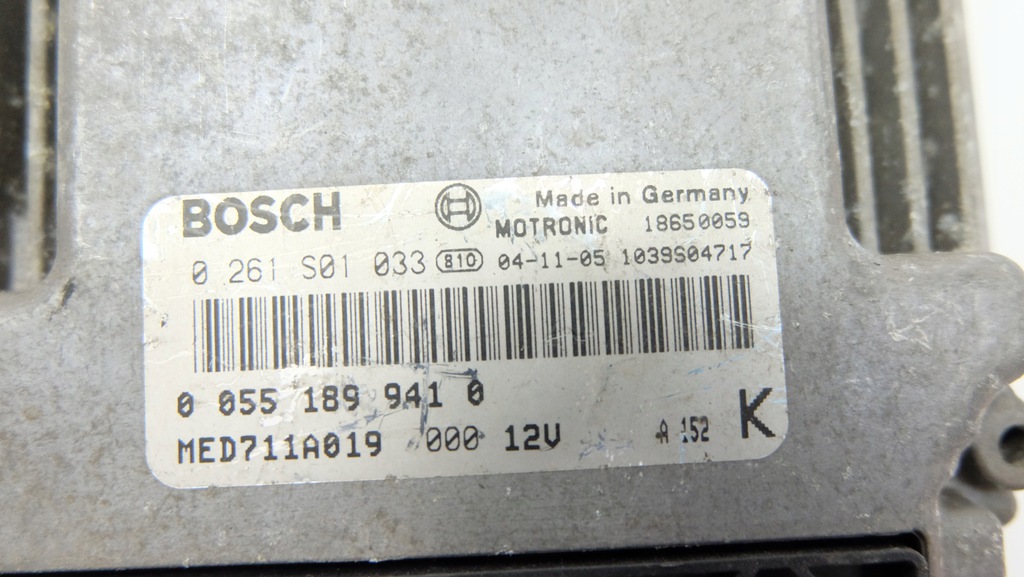 BOSCH Made in Germany
MOTRONIC 18650059
0 261 S01 033 810 04-11-05 1039S04717
0 055 189 941 0
MED711A019 000 12V A 152 K